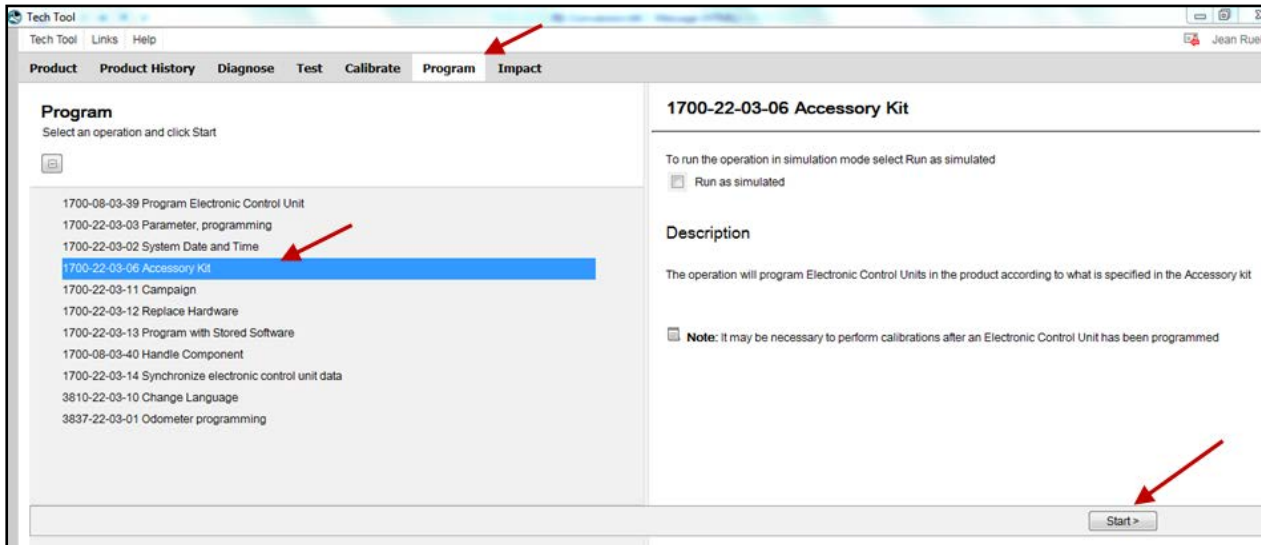 Tech Tool
Tech Tool Links Help
Jean Ruel
Product Product History Diagnose Test Calibrate Program Impact
Program
Select an operation and click Start
1700-08-03-39 Program Electronic Control Unit
1700-22-03-03 Parameter, programming
1700-22-03-02 System Date and Time
1700-22-03-06 Accessory Kit
1700-22-03-11 Campaign
1700-22-03-12 Replace Hardware
1700-22-03-13 Program with Stored Software
1700-08-03-40 Handle Component
1700-22-03-14 Synchronize electronic control unit data
3810-22-03-10 Change Language
3837-22-03-01 Odometer programming
1700-22-03-06 Accessory Kit
To run the operation in simulation mode select Run as simulated
Run as simulated
Description
The operation will program Electronic Control Units in the product according to what is specified in the Accessory kit
Note: It may be necessary to perform calibrations after an Electronic Control Unit has been programmed
Start >